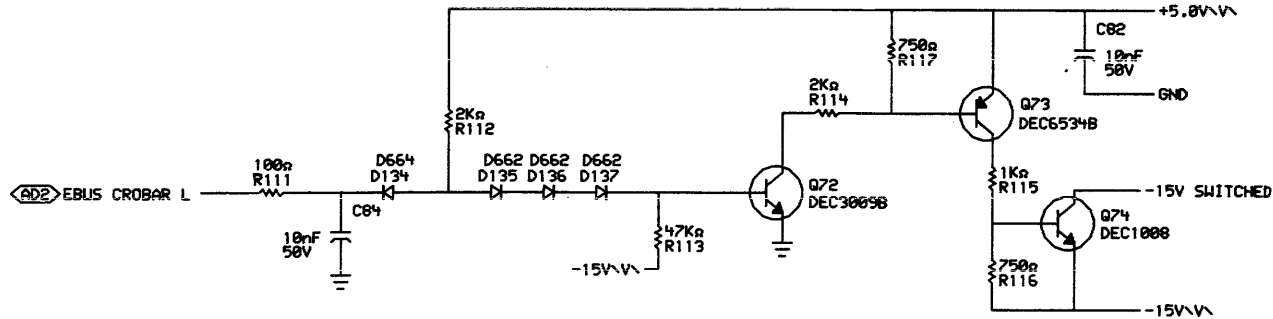 +5.0V\V\
C82
10nF
50V
GND
750Ω
R117
2KΩ
R114
Q73
DEC6534B
2KΩ
R112
D664
D134
D662
D135
D662
D136
D662
D137
100Ω
R111
AD2 EBUS CROBAR L
C84
10nF
50V
Q72
DEC3009B
47KΩ
R113
-15V\V\
1KΩ
R115
-15V SWITCHED
Q74
DEC1008
750Ω
R116
-15V\V\